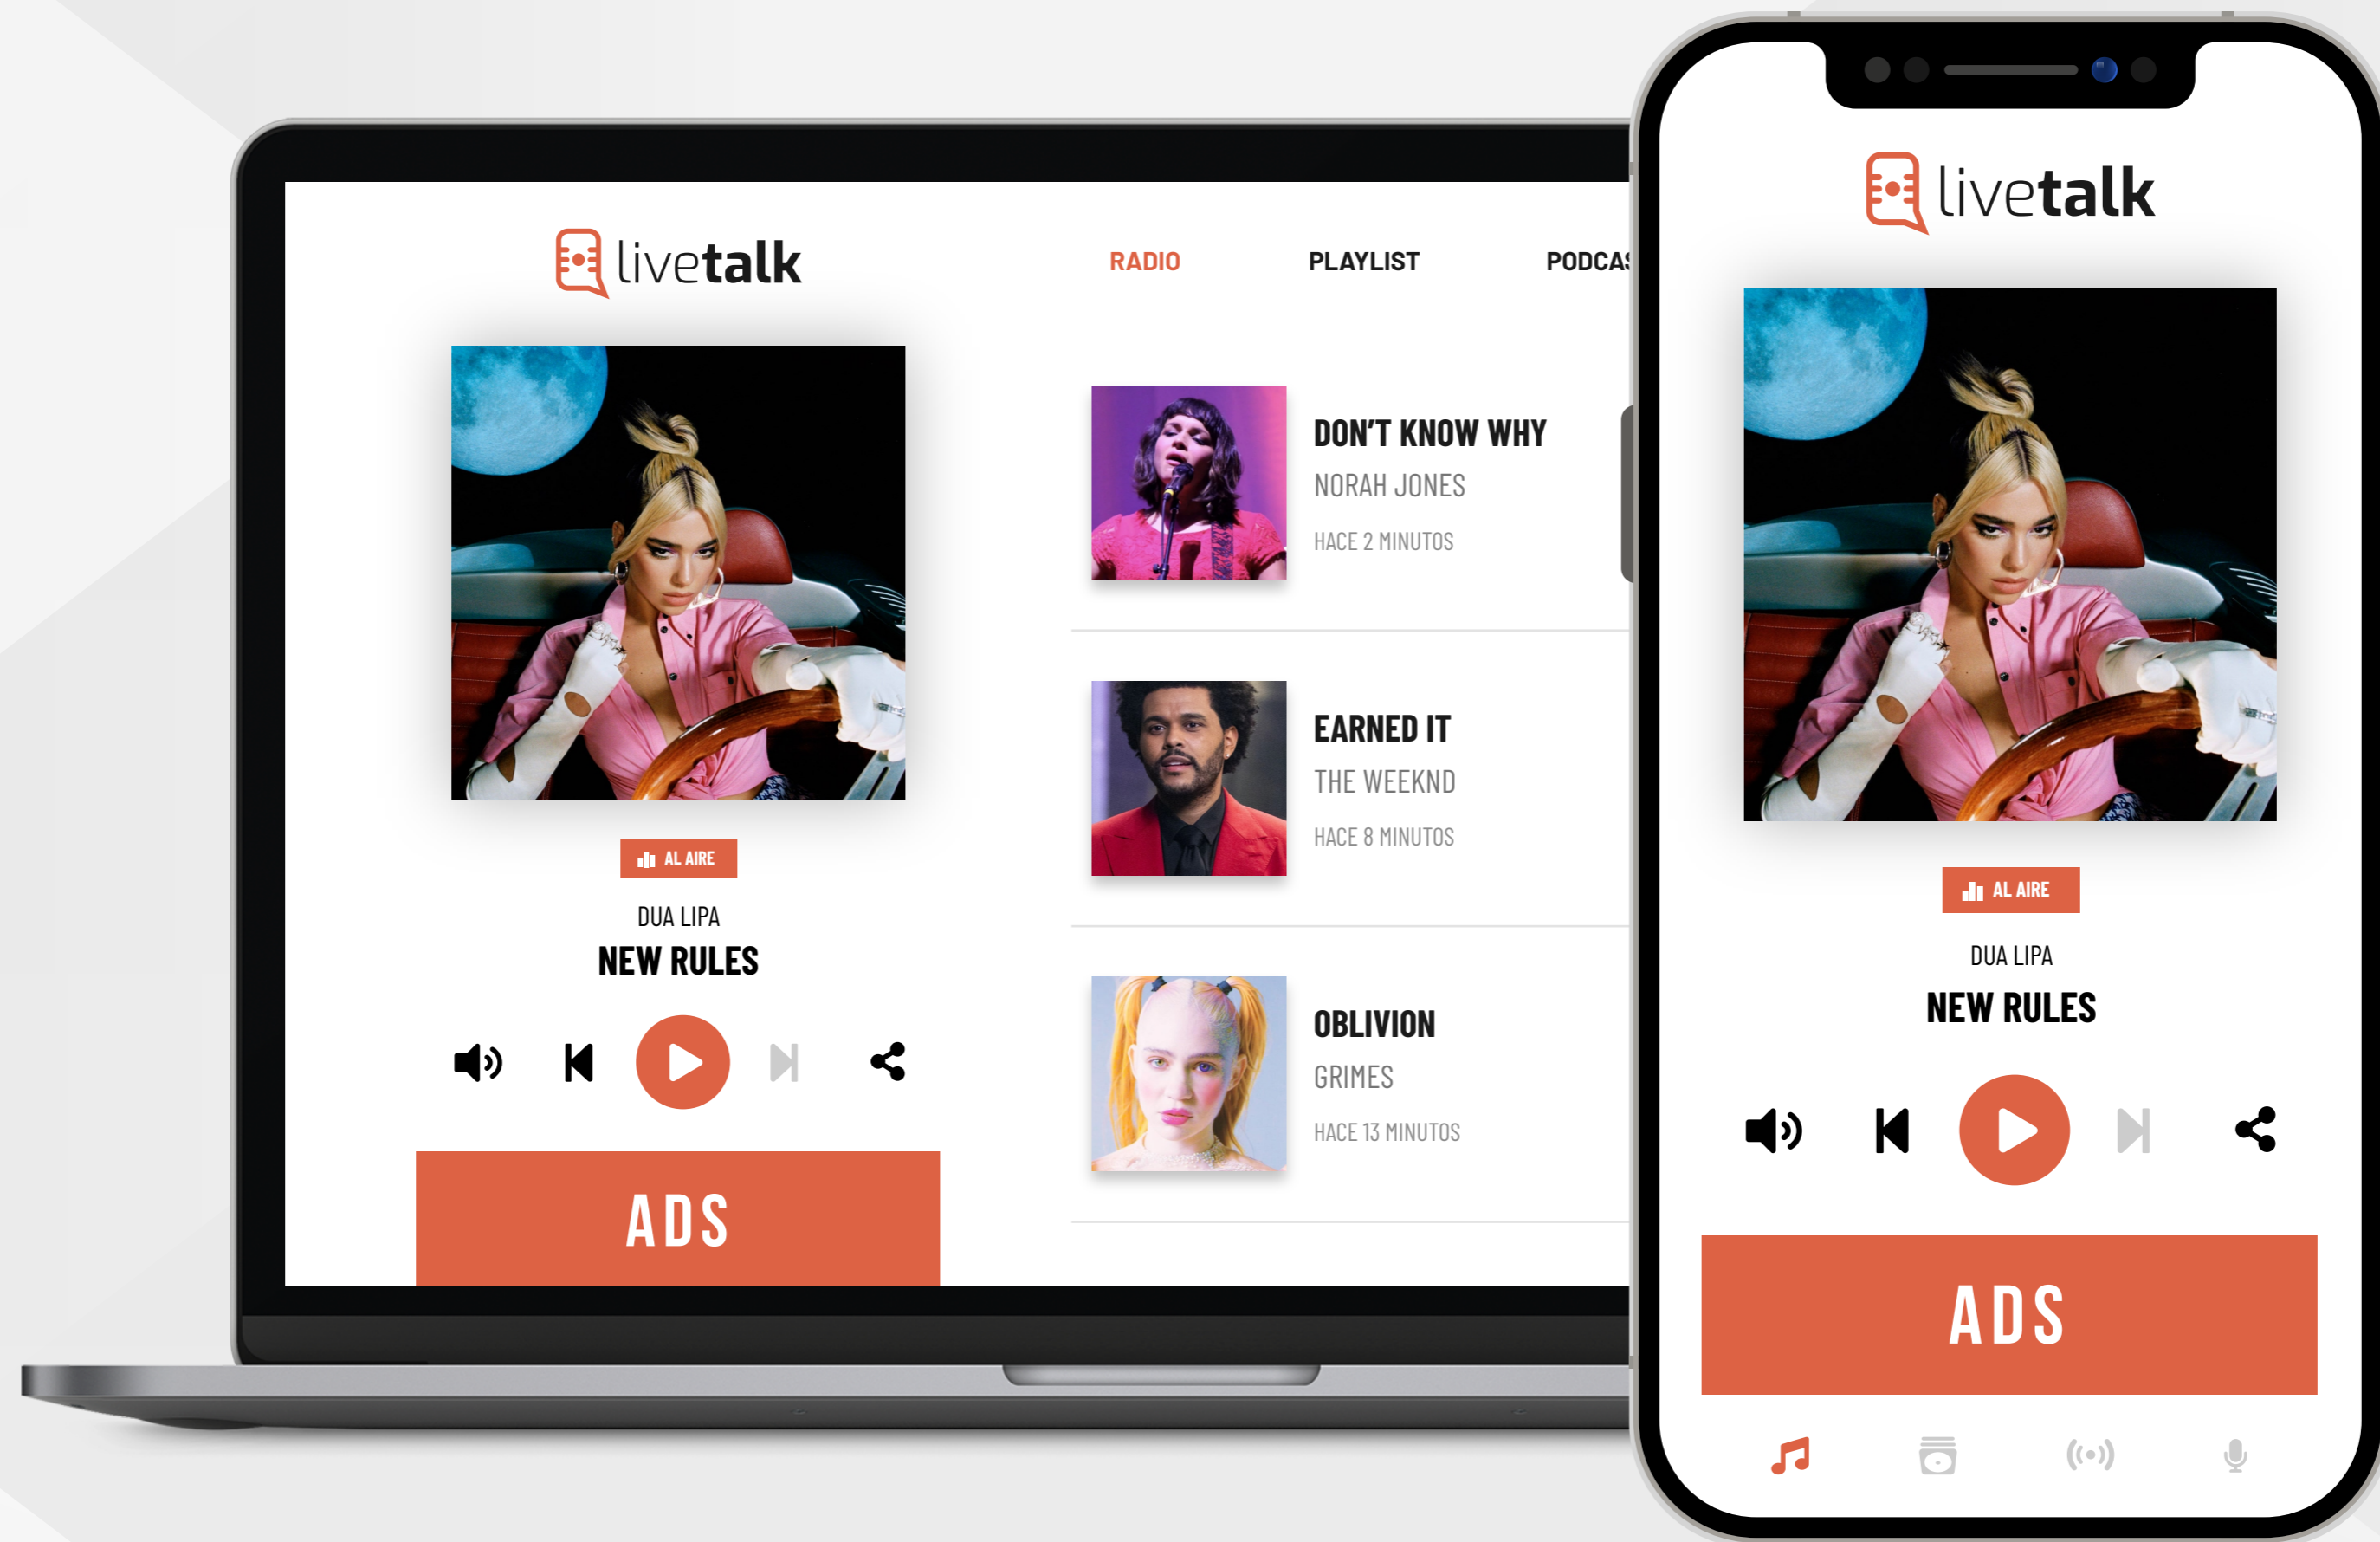 livetalk
RADIO
PLAYLIST
AL AIRE
DUA LIPA
NEW RULES
ADS
DON'T KNOW WHY
NORAH JONES
HACE 2 MINUTOS
EARNED IT
THE WEEKND
HACE 8 MINUTOS
OBLIVION
GRIMES
HACE 13 MINUTOS
livetalk
AL AIRE
DUA LIPA
NEW RULES
ADS